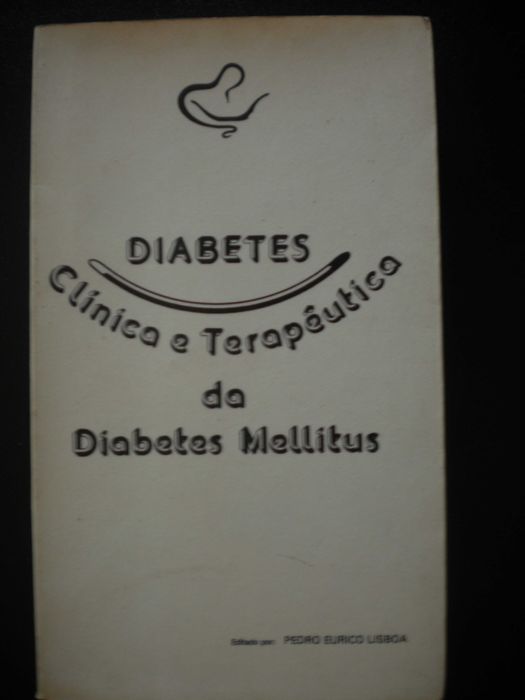 DIABETES
Clínica e Terapêutica
da
Diabetes Mellitus
Editado por: PEDRO EURICO LISBOA